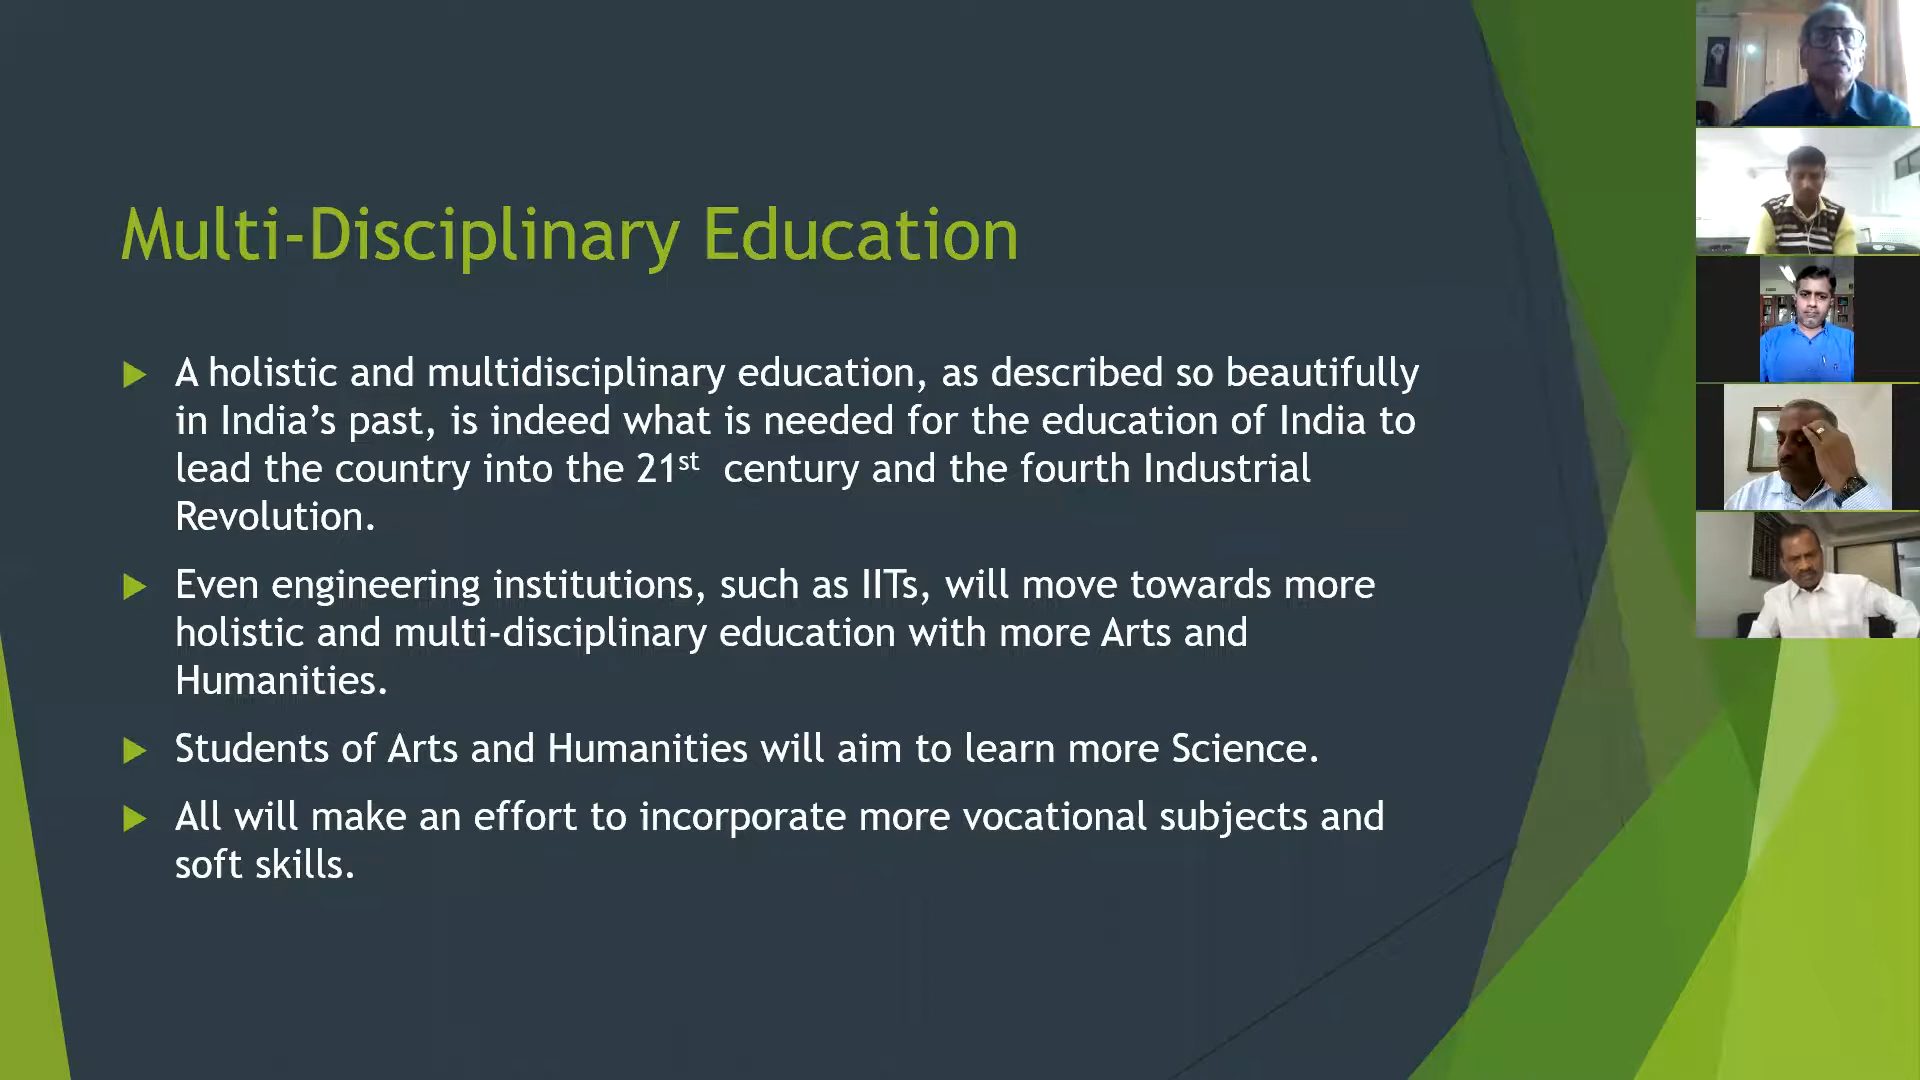 Multi-Disciplinary Education
A holistic and multidisciplinary education, as described so beautifully
in India’s past, is indeed what is needed for the education of India to
lead the country into the 21st century and the fourth Industrial
Revolution.
Even engineering institutions, such as IITs, will move towards more
holistic and multi-disciplinary education with more Arts and
Humanities.
Students of Arts and Humanities will aim to learn more Science.
All will make an effort to incorporate more vocational subjects and
soft skills.